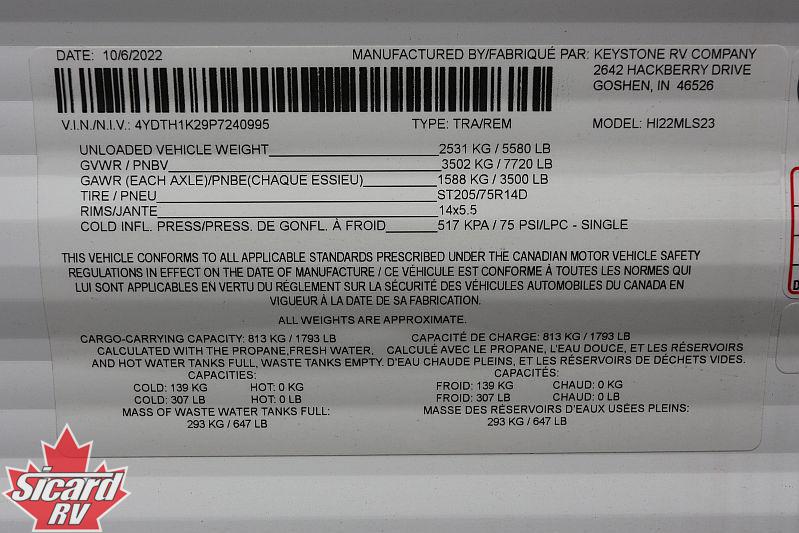 DATE: 10/6/2022 MANUFACTURED BY/FABRIQUÉ PAR: KEYSTONE RV COMPANY
2642 HACKBERRY DRIVE
GOSHEN, IN 46526
V.I.N./N.I.V.: 4YDTH1K29P7240995 TYPE: TRA/REM MODEL: HI22MLS23
UNLOADED VEHICLE WEIGHT 2531 KG / 5580 LB
GVWR / PNBV 3502 KG / 7720 LB
GAWR (EACH AXLE)/PNBE(CHAQUE ESSIEU) 1588 KG / 3500 LB
TIRE / PNEU ST205/75R14D
RIMS/JANTE 14x5.5
COLD INFL. PRESS/PRESS. DE GONFL. À FROID 517 KPA / 75 PSI/LPC - SINGLE
THIS VEHICLE CONFORMS TO ALL APPLICABLE STANDARDS PRESCRIBED UNDER THE CANADIAN MOTOR VEHICLE SAFETY
REGULATIONS IN EFFECT ON THE DATE OF MANUFACTURE / CE VÉHICULE EST CONFORME À TOUTES LES NORMES QUI
LUI SONT APPLICABLES EN VERTU DU RÉGLEMENT SUR LA SÉCURITÉ DES VÉHICULES AUTOMOBILES DU CANADA EN
VIGUEUR À LA DATE DE SA FABRICATION.
ALL WEIGHTS ARE APPROXIMATE.
CARGO-CARRYING CAPACITY: 813 KG / 1793 LB CAPACITÉ DE CHARGE: 813 KG / 1793 LB
CALCULATED WITH THE PROPANE,FRESH WATER, CALCULÉ AVEC LE PROPANE, L'EAU DOUCE, ET LES RÉSERVOIRS
AND HOT WATER TANKS FULL, WASTE TANKS EMPTY. D'EAU CHAUDE PLEINS, ET LES RÉSERVOIRS DE DÉCHETS VIDES.
CAPACITIES: CAPACITÉS:
COLD: 139 KG HOT: 0 KG FROID: 139 KG CHAUD: 0 KG
COLD: 307 LB HOT: 0 LB FROID: 307 LB CHAUD: 0 LB
MASS OF WASTE WATER TANKS FULL: MASSE DES RÉSERVOIRS D'EAUX USÉES PLEINS:
293 KG / 647 LB 293 KG / 647 LB
Sicard
RV